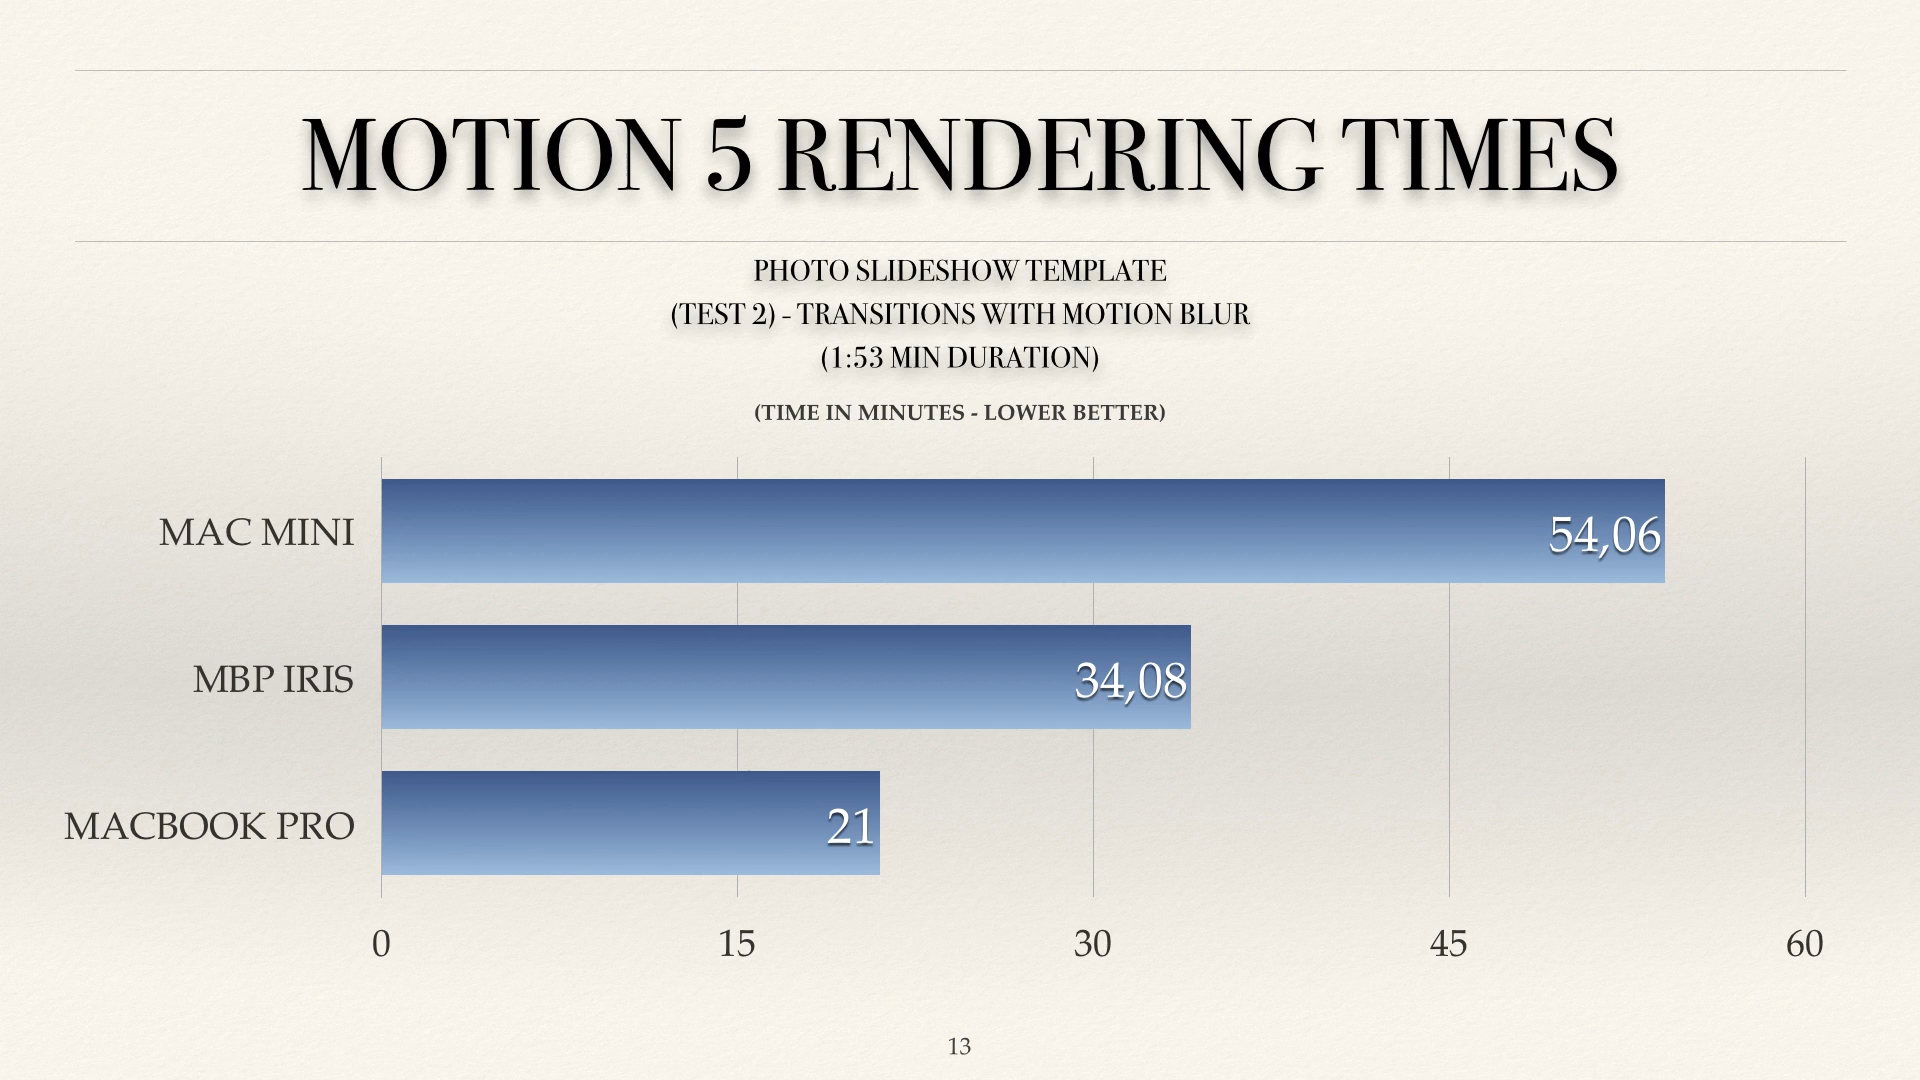 MOTION 5 RENDERING TIMES
PHOTO SLIDESHOW TEMPLATE
(TEST 2) - TRANSITIONS WITH MOTION BLUR
(1:53 MIN DURATION)
(TIME IN MINUTES - LOWER BETTER)
MAC MINI 54,06
MBP IRIS 34,08
MACBOOK PRO 21
0 15 30 45 60
13